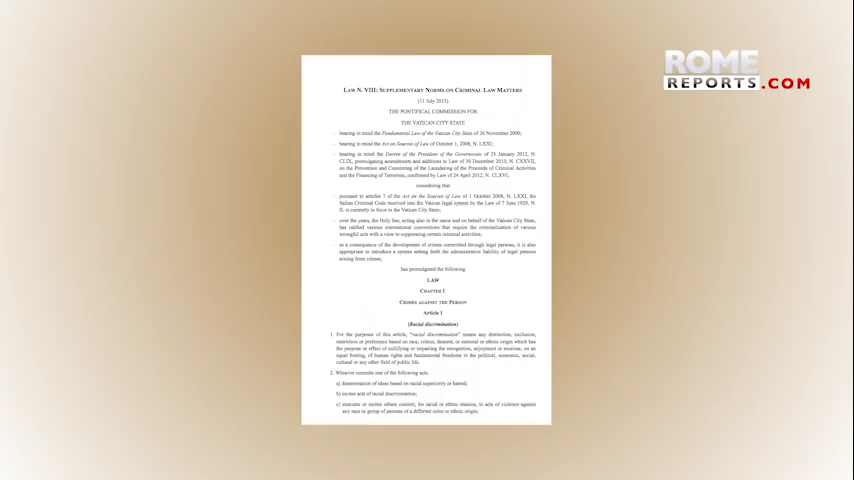 ROME
REPORTS.COM
LAW N. VIII: SUPPLEMENTARY NORMS ON CRIMINAL LAW MATTERS
(11 July 2013)
THE PONTIFICAL COMMISSION FOR
THE VATICAN CITY STATE
- bearing in mind the Fundamental Law of the Vatican City State of 26 November 2000;
- bearing in mind the Act on Sources of Law of October 1, 2008, N. LXXI;
- bearing in mind the Decree of the President of the Governorate of 25 January 2012, N.
CLIX, promulgating amendments and additions to Law of 30 December 2010, N. CXXVII,
on the Prevention and Countering of the Laundering of the Proceeds of Criminal Activities
and the Financing of Terrorism, confirmed by Law of 24 April 2012, N. CLXVI,
considering that
- pursuant to articles 7 of the Act on the Sources of Law of 1 October 2008, N. LXXI, the
Italian Criminal Code received into the Vatican legal system by the Law of 7 June 1929, N.
II, is currently in force in the Vatican City State;
- over the years, the Holy See, acting also in the name and on behalf of the Vatican City State,
has ratified various international conventions that require the criminalization of various
wrongful acts with a view to suppressing certain criminal activities;
- as a consequence of the development of crimes committed through legal persons, it is also
appropriate to introduce a system setting forth the administrative liability of legal persons
arising from crimes;
has promulgated the following
LAW
CHAPTER I
CRIMES AGAINST THE PERSON
Article 1
(Racial discrimination)
1. For the purposes of this article, "racial discrimination" means any distinction, exclusion,
restriction or preference based on race, colour, descent, or national or ethnic origin which has
the purpose or effect of nullifying or impairing the recognition, enjoyment or exercise, on an
equal footing, of human rights and fundamental freedoms in the political, economic, social,
cultural or any other field of public life.
2. Whoever commits one of the following acts:
a) dissemination of ideas based on racial superiority or hatred;
b) incites acts of racial discrimination;
c) executes or incites others commit, for racial or ethnic reasons, to acts of violence against
any race or group of persons of a different color or ethnic origin.